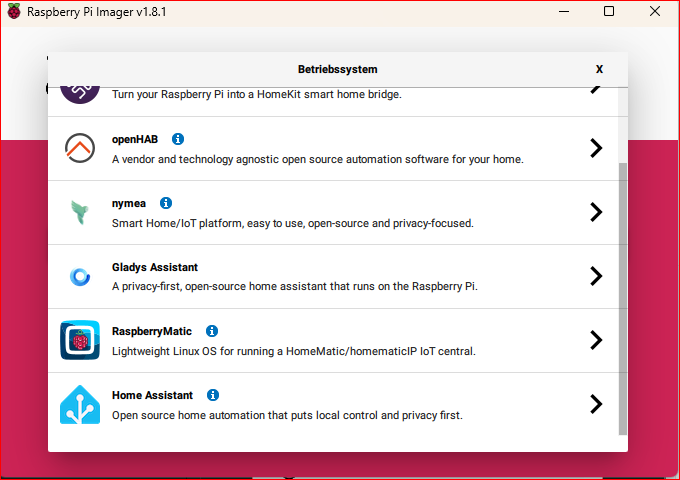 Raspberry Pi Imager v1.8.1
Betriebssystem
X
Turn your Raspberry Pi into a HomeKit smart home bridge.
openHAB
A vendor and technology agnostic open source automation software for your home.
nymea
Smart Home/IoT platform, easy to use, open-source and privacy-focused.
Gladys Assistant
A privacy-first, open-source home assistant that runs on the Raspberry Pi.
RaspberryMatic
Lightweight Linux OS for running a HomeMatic/homematicIP IoT central.
Home Assistant
Open source home automation that puts local control and privacy first.